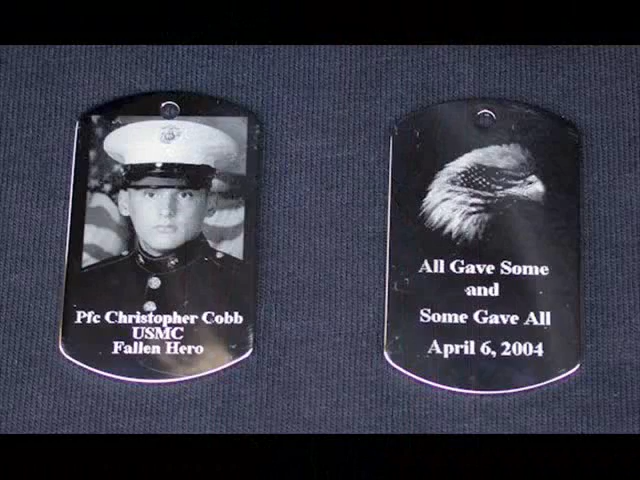 Pfc Christopher Cobb
USMC
Fallen Hero
All Gave Some
and
Some Gave All
April 6, 2004